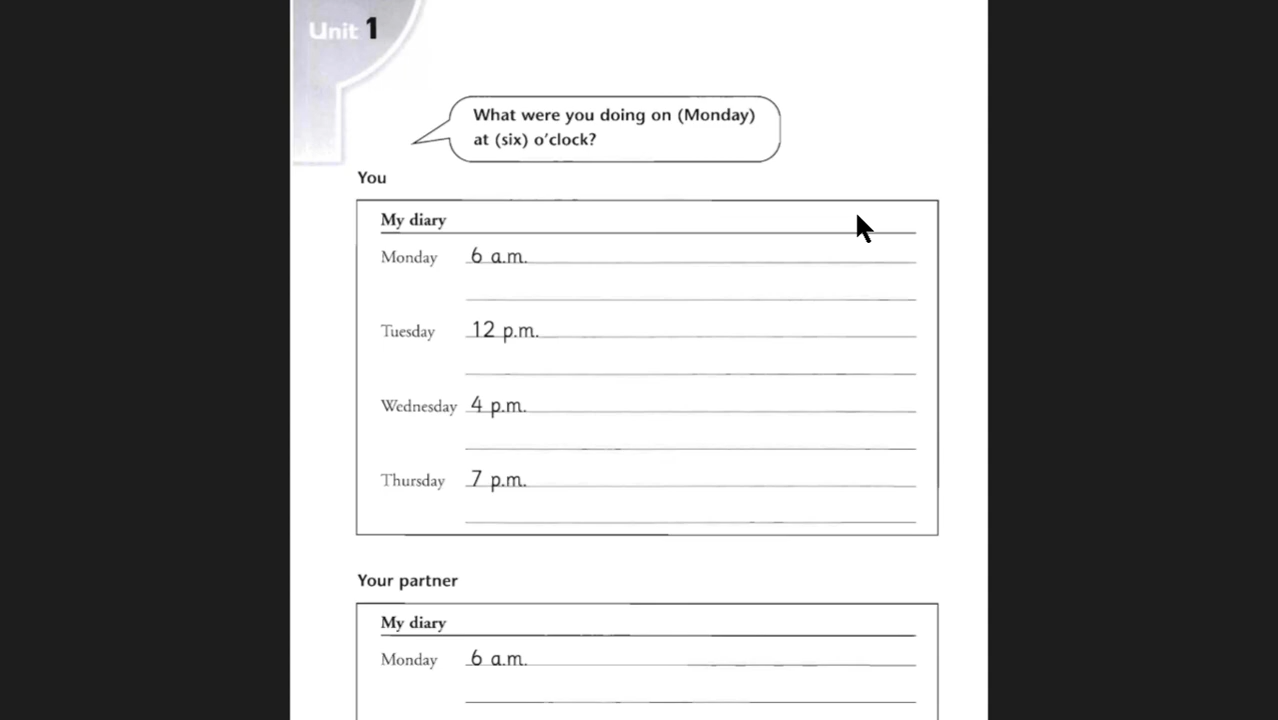 Unit 1
What were you doing on (Monday)
at (six) o'clock?
You
My diary
Monday 6 a.m.
Tuesday 12 p.m.
Wednesday 4 p.m.
Thursday 7 p.m.
Your partner
My diary
Monday 6 a.m.